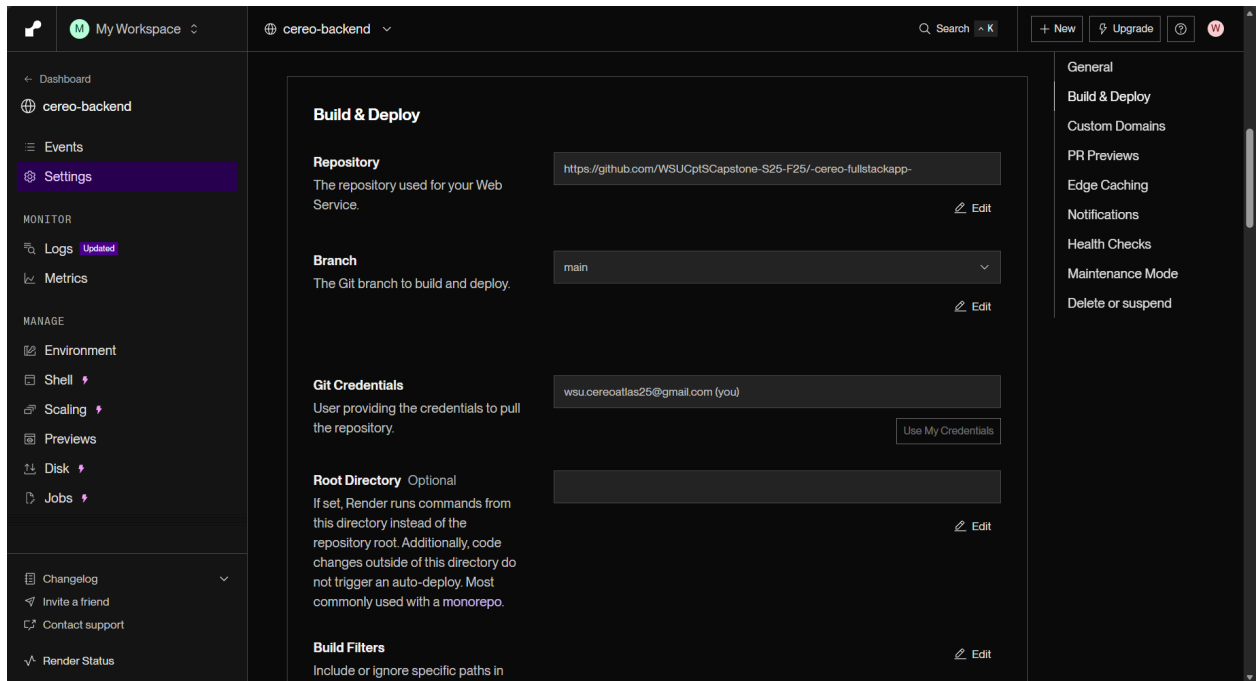 M My Workspace
cereo-backend
Search ^ K
+ New
Upgrade
W
← Dashboard
cereo-backend
Events
Settings
MONITOR
Logs Updated
Metrics
MANAGE
Environment
Shell
Scaling
Previews
Disk
Jobs
Changelog
Invite a friend
Contact support
Render Status
Build & Deploy
Repository
The repository used for your Web
Service.
https://github.com/WSUCptSCapstone-S25-F25/-cereo-fullstackapp-
Edit
Branch
The Git branch to build and deploy.
main
Edit
Git Credentials
User providing the credentials to pull
the repository.
wsu.cereoatlas25@gmail.com (you)
Use My Credentials
Root Directory Optional
If set, Render runs commands from
this directory instead of the
repository root. Additionally, code
changes outside of this directory do
not trigger an auto-deploy. Most
commonly used with a monorepo.
Edit
Build Filters
Include or ignore specific paths in
Edit
General
Build & Deploy
Custom Domains
PR Previews
Edge Caching
Notifications
Health Checks
Maintenance Mode
Delete or suspend